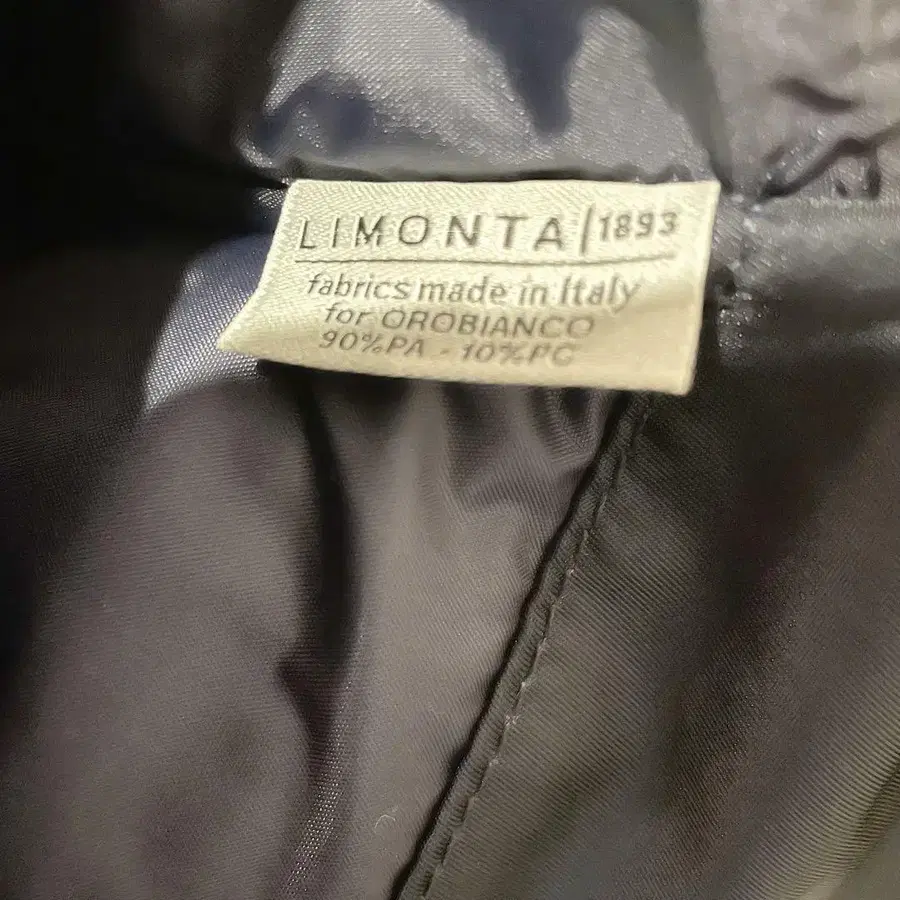 LIMONTA|1893
fabrics made in Italy
for OROBIANCO
90%PA - 10%PC